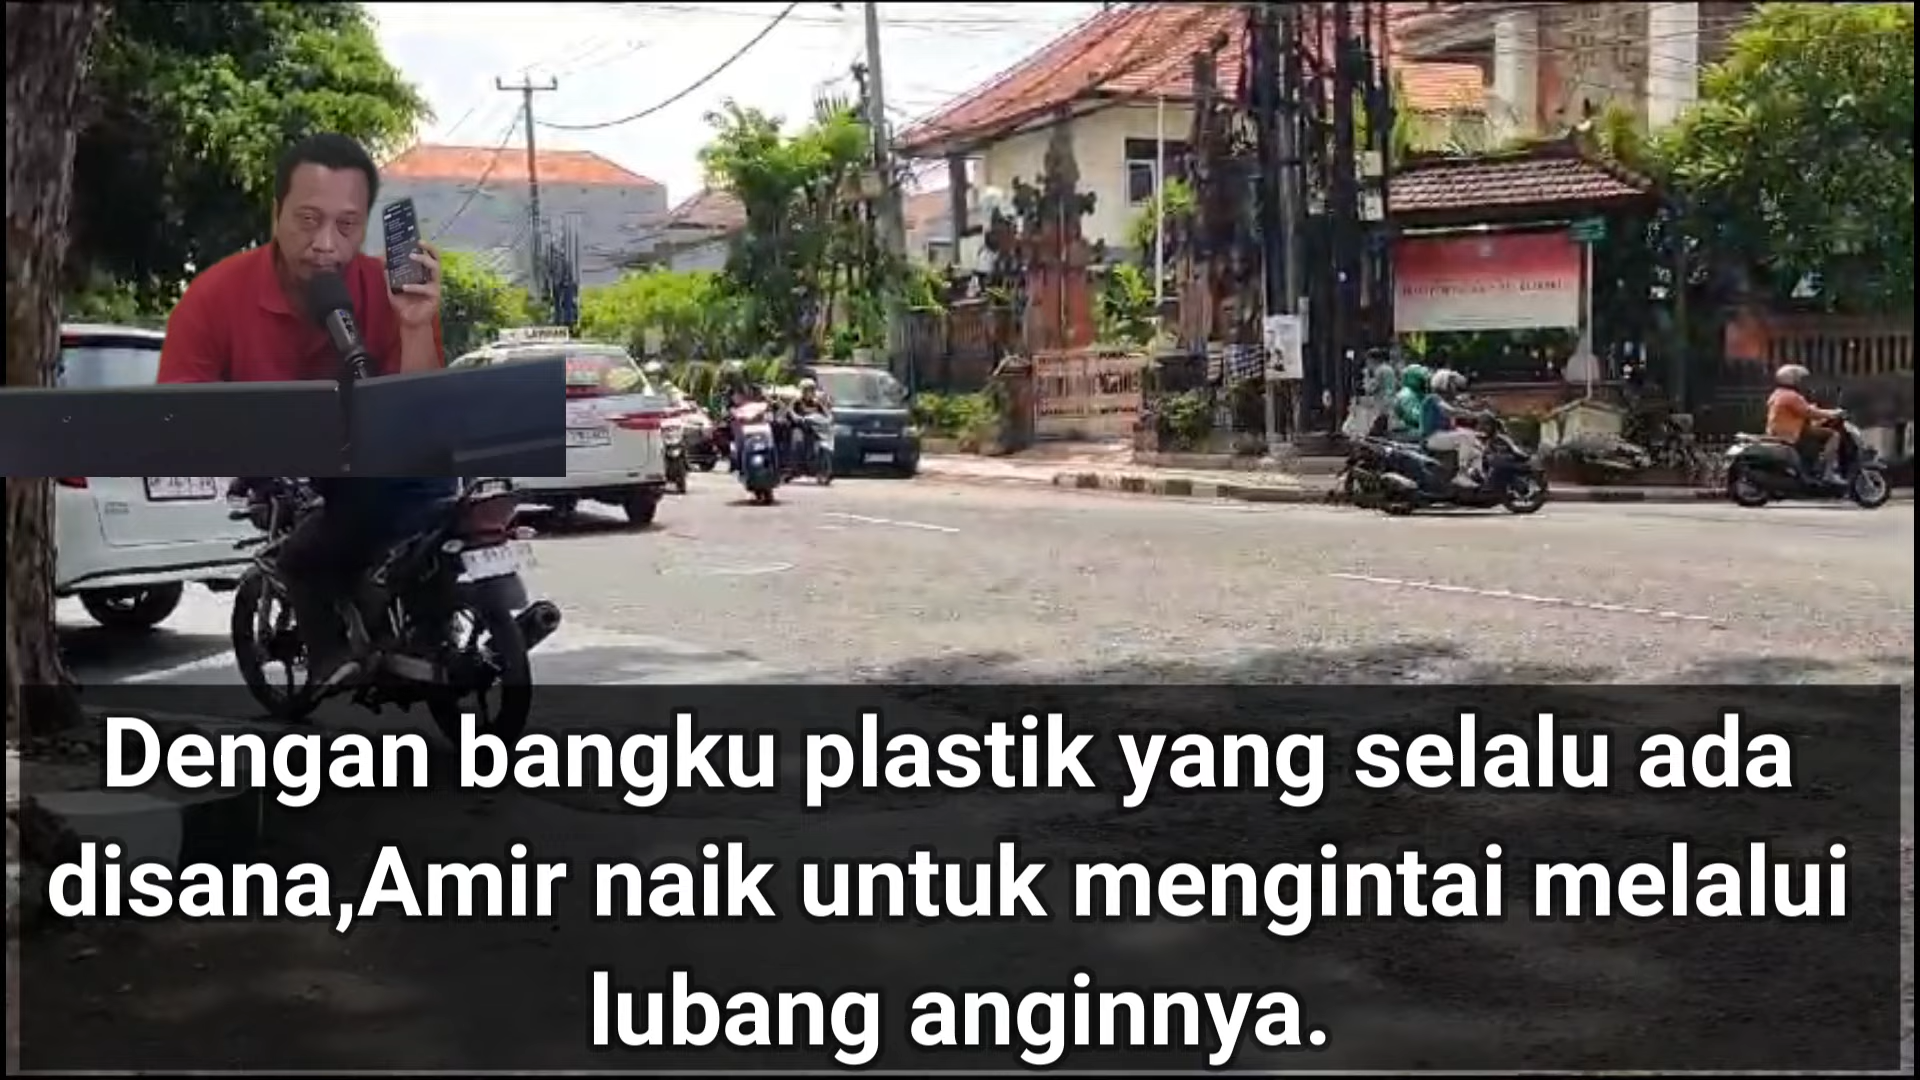 Dengan bangku plastik yang selalu ada
disana,Amir naik untuk mengintai melalui
lubang anginnya.